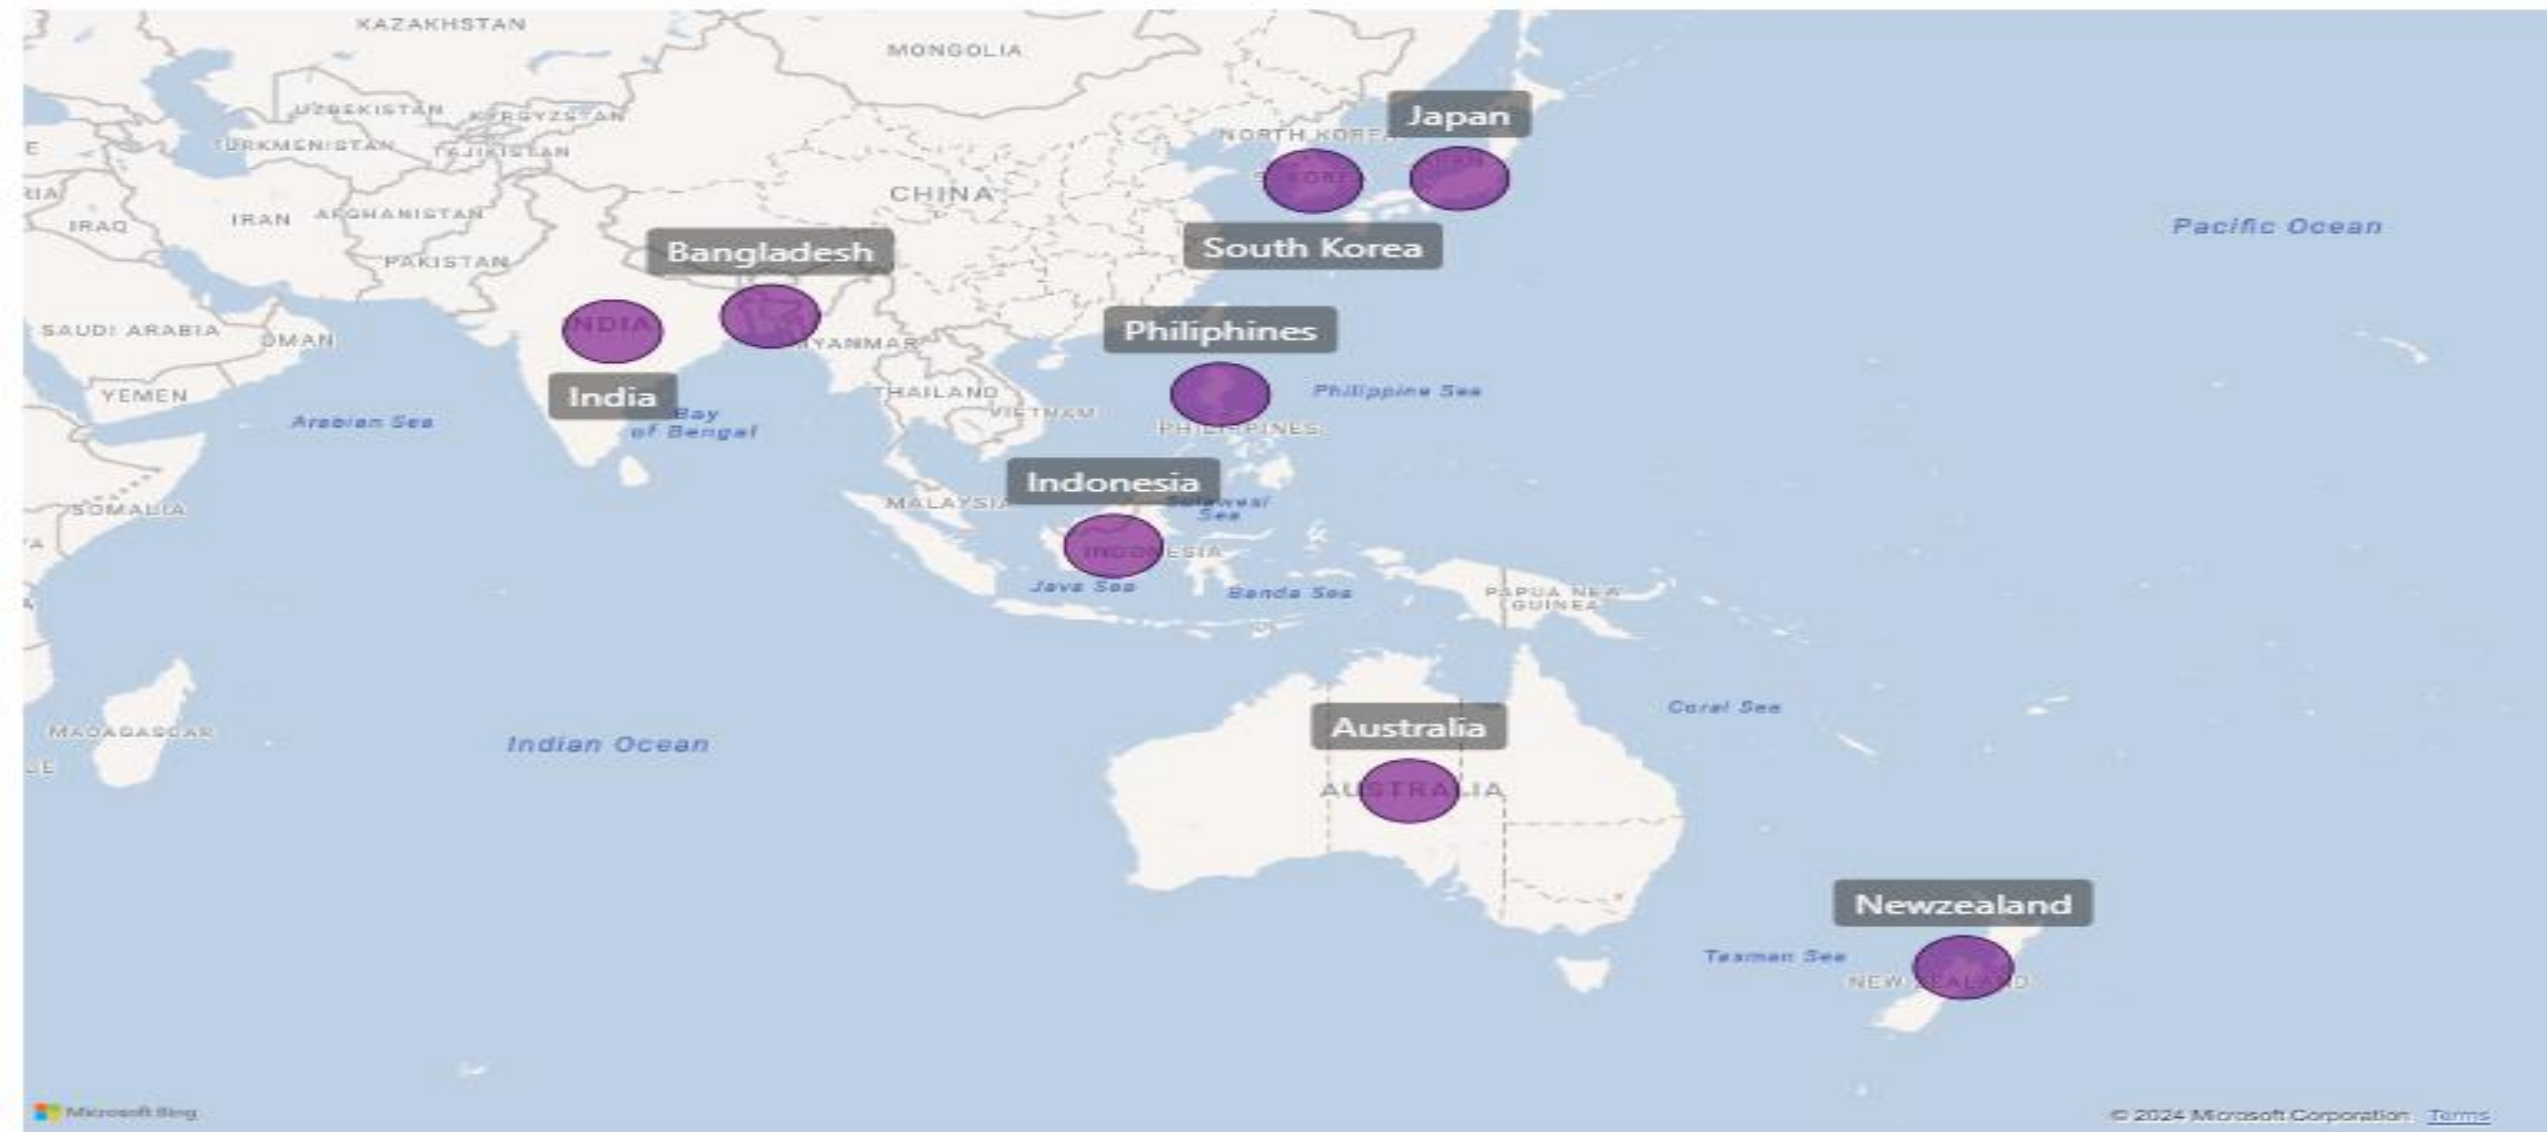 KAZAKHSTAN
MONGOLIA
UZBEKISTAN
KYRGYZSTAN
Japan
NORTH KOREA
TURKMENISTAN
TAJIKISTAN
CHINA
IRAN
AFGHANISTAN
IRAQ
Pacific Ocean
Bangladesh
South Korea
PAKISTAN
INDIA
SAUDI ARABIA
OMAN
MYANMAR
Philiphines
YEMEN
India
THAILAND
Philippine Sea
Arabian Sea
Bay
of Bengal
VIETNAM
PHILIPPINES
Indonesia
MALAYSIA
Sulawesi
Sea
SOMALIA
INDONESIA
Java Sea
Banda Sea
PAPUA NEW
GUINEA
Coral Sea
Australia
MADAGASCAR
Indian Ocean
AUSTRALIA
Newzealand
Tasman Sea
NEW ZEALAND
Microsoft Bing
© 2024 Microsoft Corporation Terms